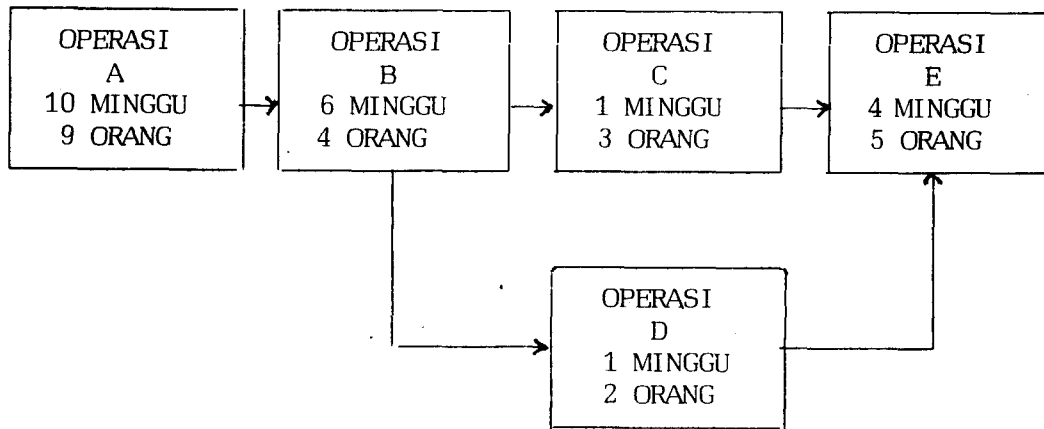 OPERASI
A
10 MINGGU
9 ORANG
OPERASI
B
6 MINGGU
4 ORANG
OPERASI
C
1 MINGGU
3 ORANG
OPERASI
E
4 MINGGU
5 ORANG
OPERASI
D
1 MINGGU
2 ORANG